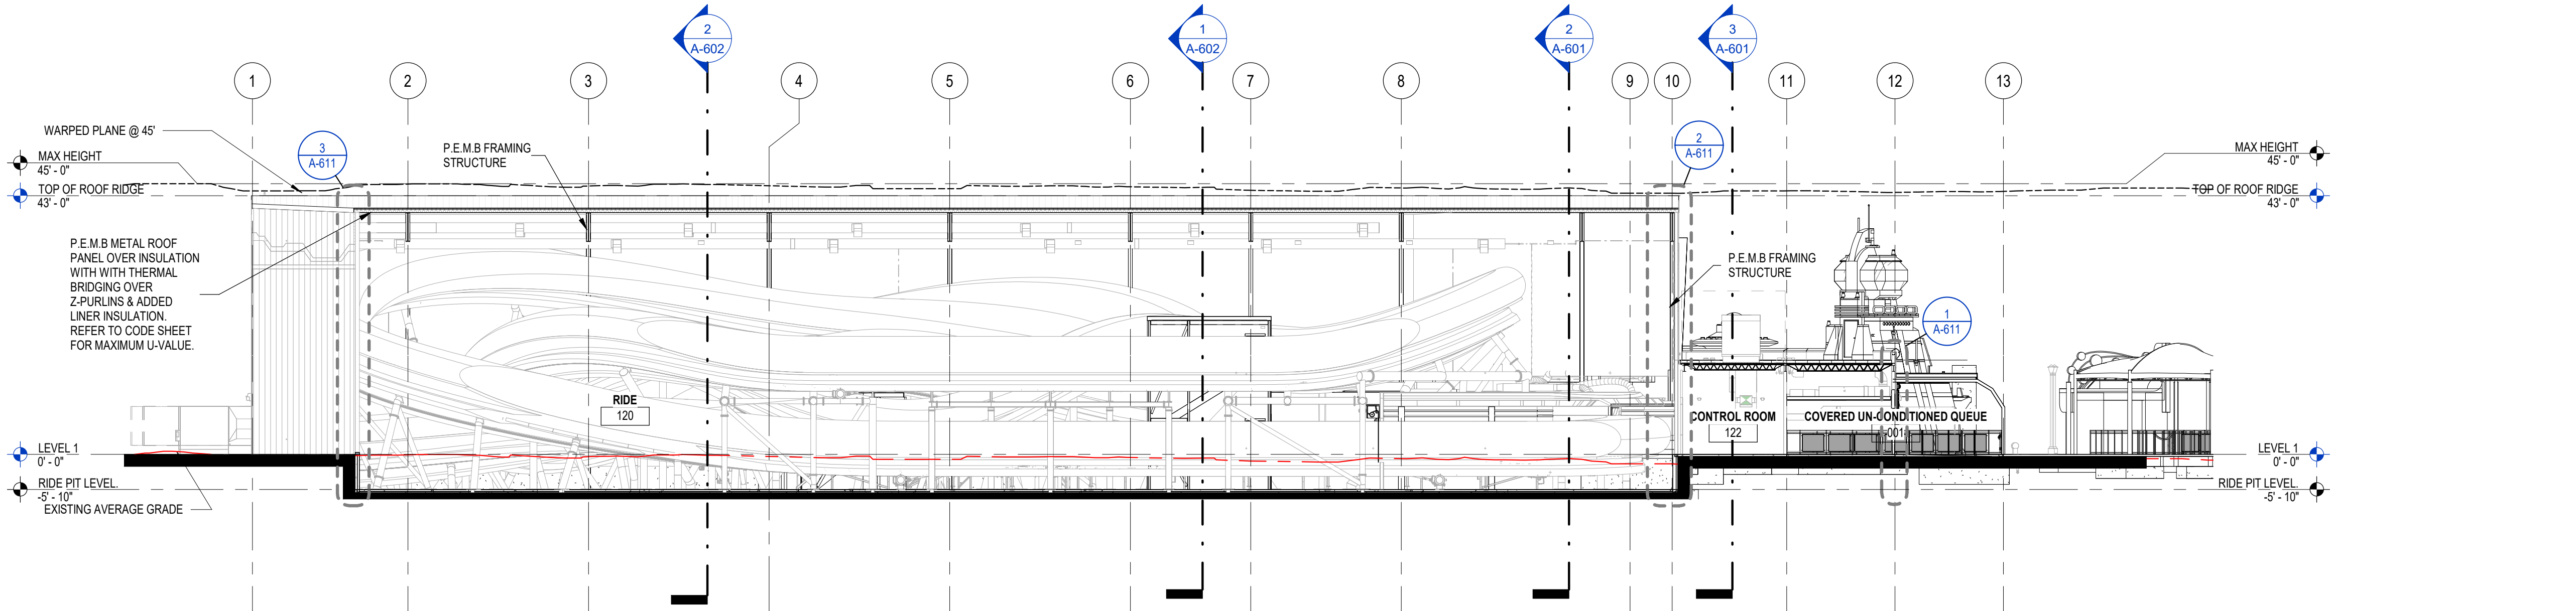 2
A-602
1
A-602
2
A-601
3
A-601
1
2
3
4
5
6
7
8
9
10
11
12
13
WARPED PLANE @ 45'
MAX HEIGHT
45' - 0"
TOP OF ROOF RIDGE
43' - 0"
3
A-611
P.E.M.B FRAMING
STRUCTURE
2
A-611
MAX HEIGHT
45' - 0"
TOP OF ROOF RIDGE
43' - 0"
P.E.M.B METAL ROOF
PANEL OVER INSULATION
WITH WITH THERMAL
BRIDGING OVER
Z-PURLINS & ADDED
LINER INSULATION.
REFER TO CODE SHEET
FOR MAXIMUM U-VALUE.
P.E.M.B FRAMING
STRUCTURE
1
A-611
RIDE
120
CONTROL ROOM
122
COVERED UN-CONDITIONED QUEUE
-001
LEVEL 1
0' - 0"
RIDE PIT LEVEL.
-5' - 10"
EXISTING AVERAGE GRADE
LEVEL 1
0' - 0"
RIDE PIT LEVEL.
-5' - 10"